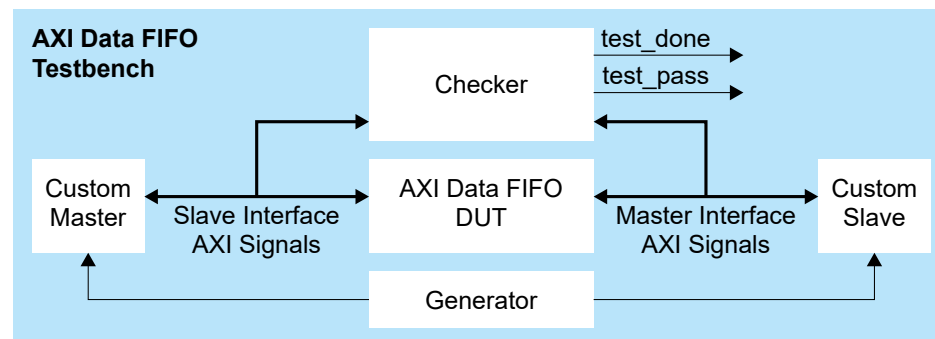 AXI Data FIFO
Testbench
test_done
Checker
test_pass
Custom
Master
Slave Interface
AXI Signals
AXI Data FIFO
DUT
Master Interface
AXI Signals
Custom
Slave
Generator